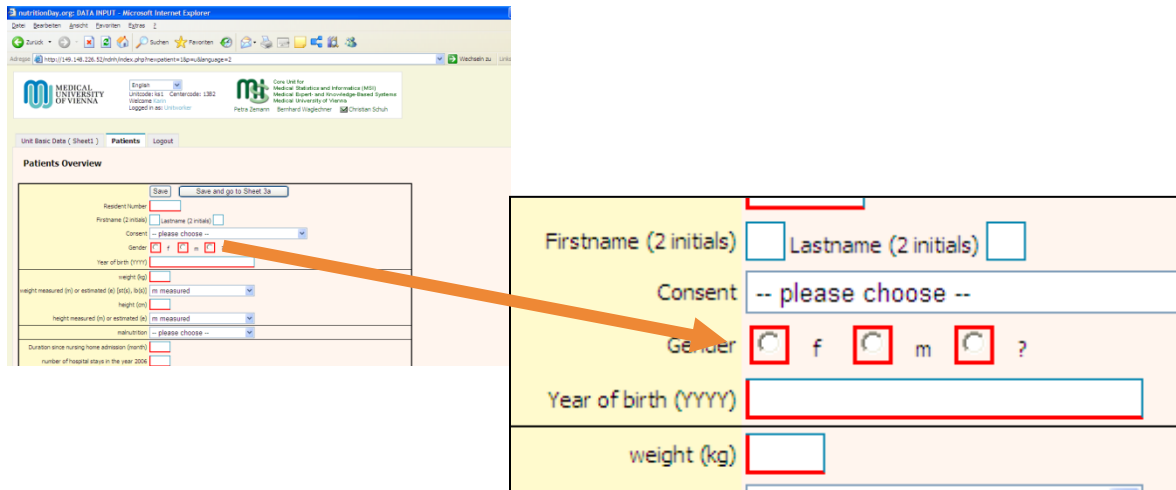 nutritionDay.org: DATA INPUT - Microsoft Internet Explorer
Datei Bearbeiten Ansicht Favoriten Extras ?
Zurück Suchen Favoriten
Adresse http://149.148.226.52/ndnh/index.php?newpatient=1&p=u&language=2 Wechseln zu Links
MEDICAL UNIVERSITY OF VIENNA
Englan
Unitcode: ks1 Centercode: 1382
Welcome Karin
Logged in as: Unitworker
Core Unit for
Medical Statistics and Informatics (MSI)
Medical Expert- and Knowledge-Based Systems
Medical University of Vienna
Petra Zemann Bernhard Waglechner Christian Schuh
Unit Basic Data ( Sheet1 ) Patients Logout
Patients Overview
Save Save and go to Sheet 3a
Resident Number
Firstname (2 initials) Lastname (2 initials)
Consent -- please choose --
Gender f m
Year of birth (YYYY)
weight (kg)
weight measured (m) or estimated (e) [st(s), lb(s)] m measured
height (cm)
height measured (m) or estimated (e) m measured
malnutrition -- please choose --
Duration since nursing home admission (month)
number of hospital stays in the year 2006
Firstname (2 initials) Lastname (2 initials)
Consent -- please choose --
Gender f m ?
Year of birth (YYYY)
weight (kg)